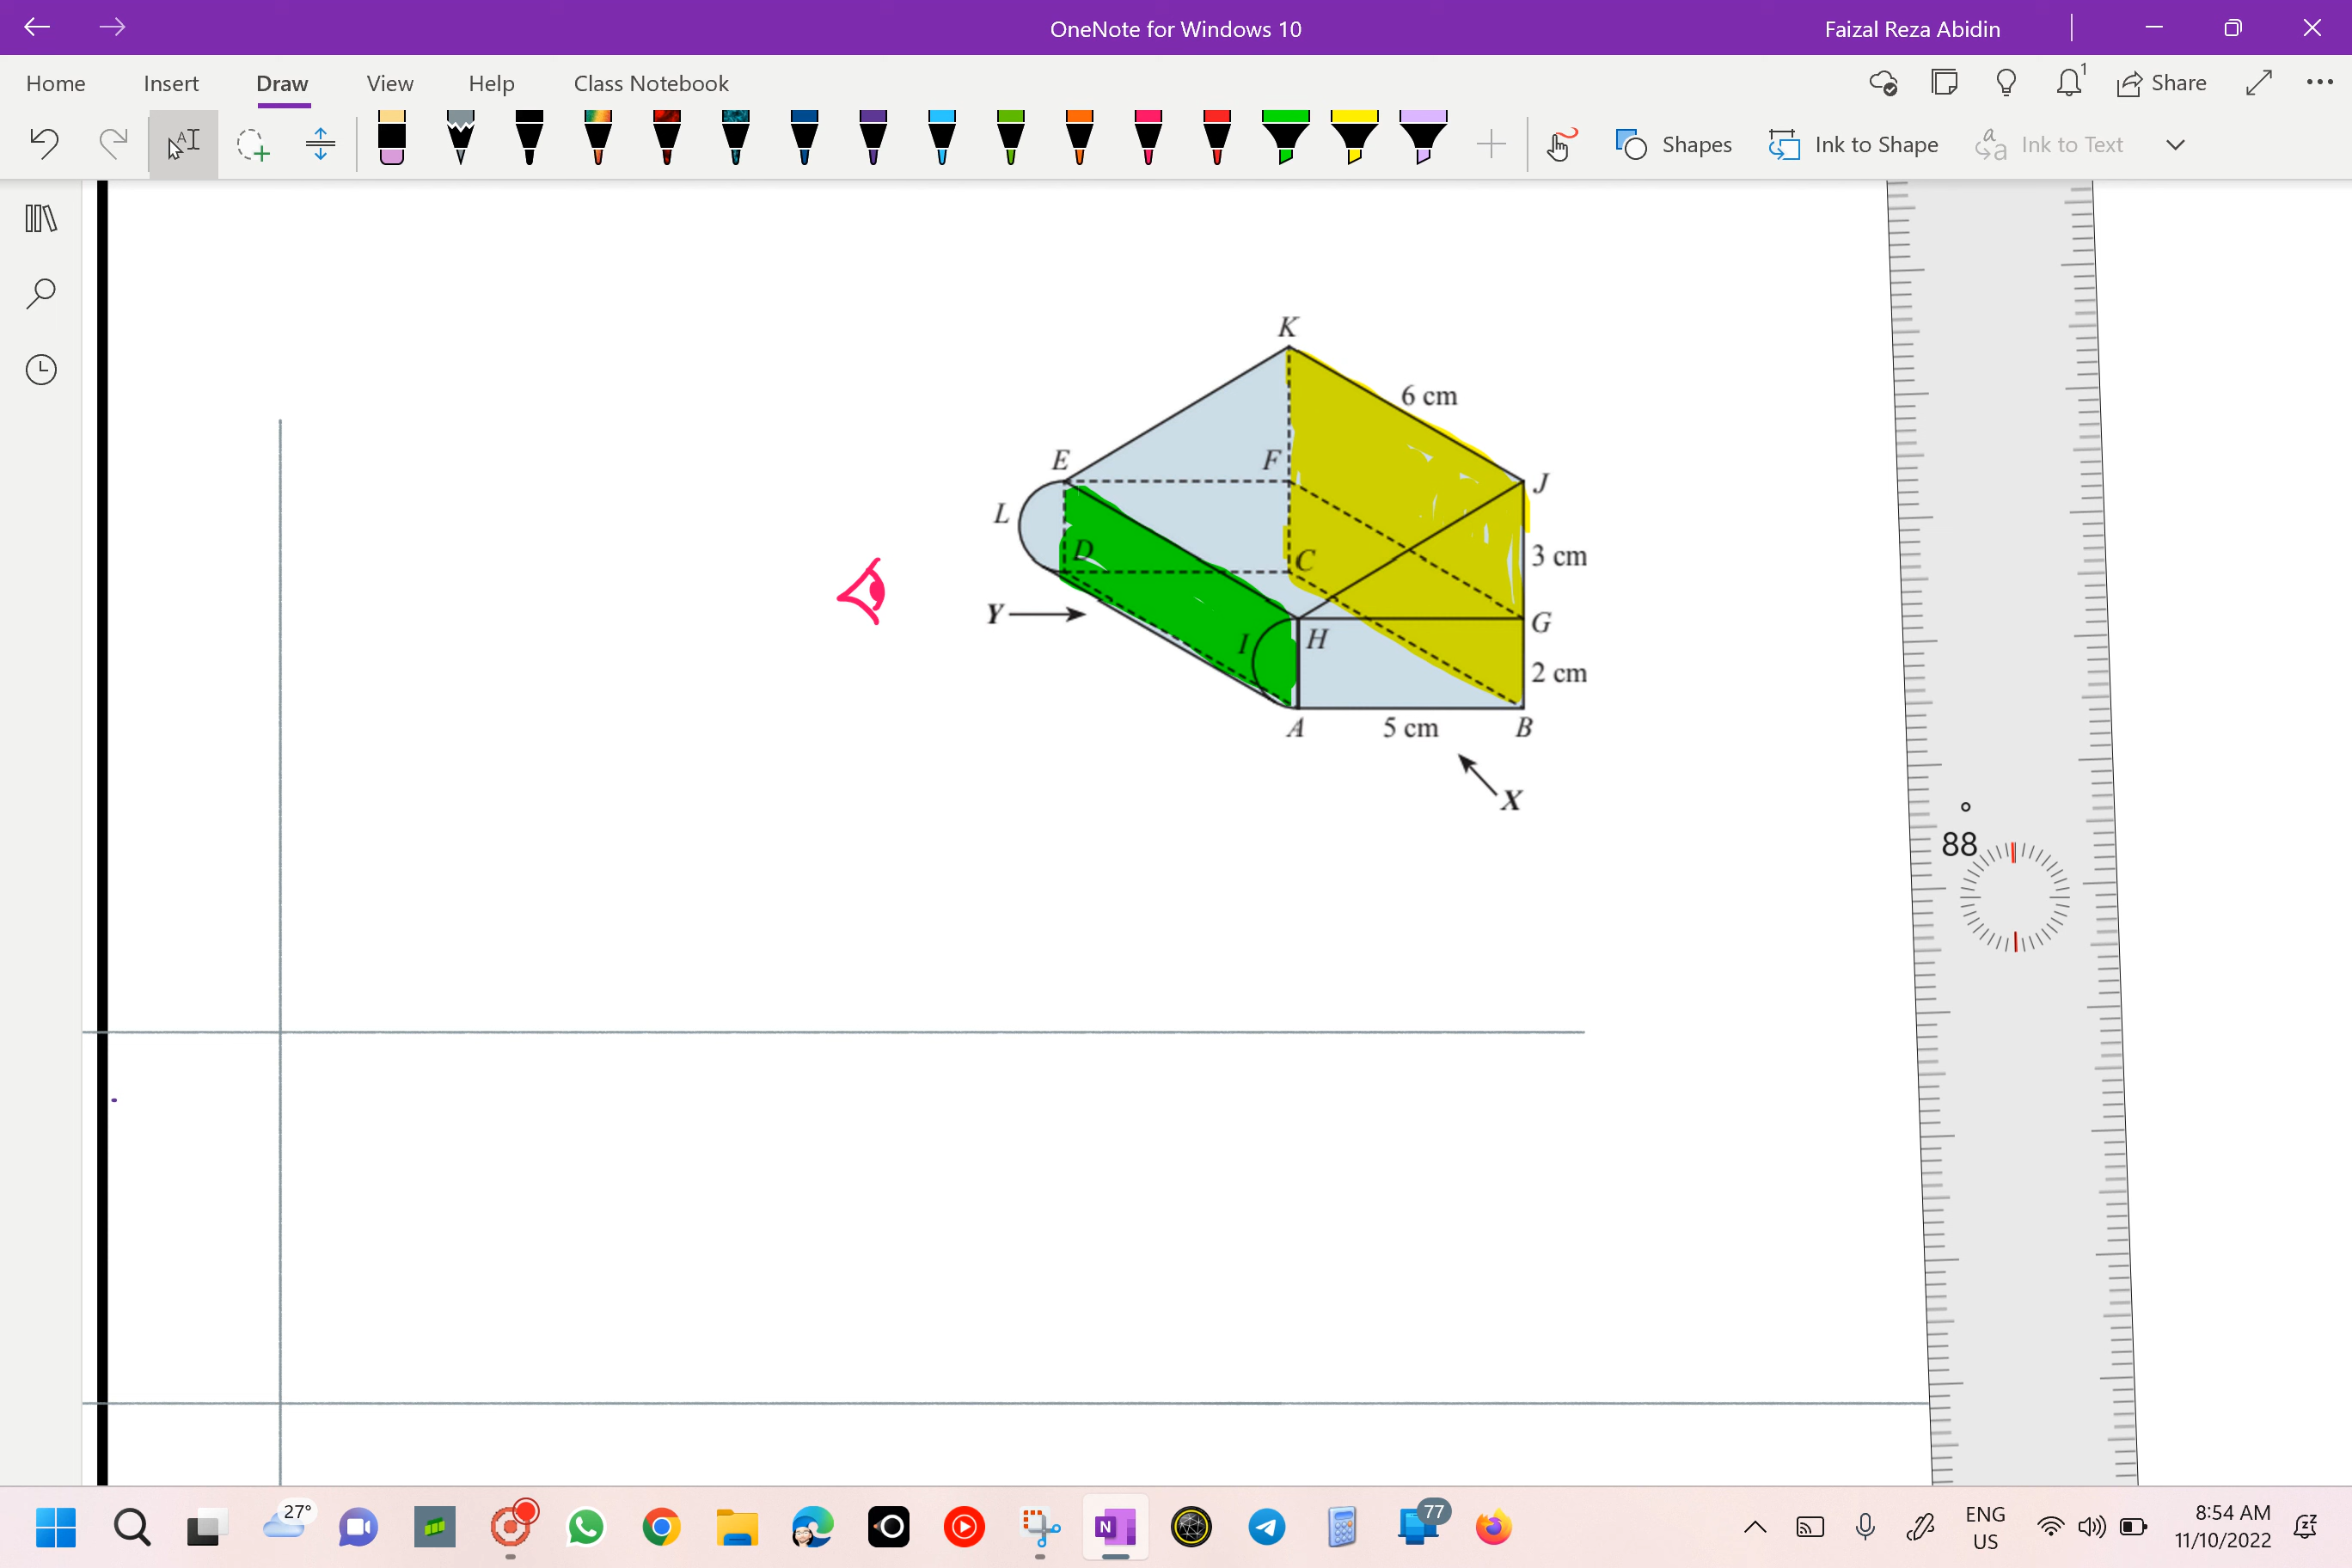 OneNote for Windows 10
Faizal Reza Abidin
Home Insert Draw View Help Class Notebook
1
Share
Shapes
Ink to Shape
Ink to Text
K
6 cm
E
F
J
L
D
C
3 cm
Y
I
H
G
2 cm
A
5 cm
B
X
°
88
27°
N
77
ENG
US
8:54 AM
11/10/2022